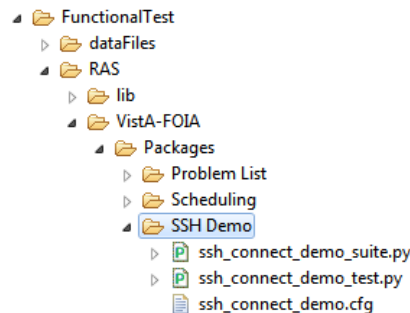 FunctionalTest
dataFiles
RAS
lib
VistA-FOIA
Packages
Problem List
Scheduling
SSH Demo
ssh_connect_demo_suite.py
ssh_connect_demo_test.py
ssh_connect_demo.cfg